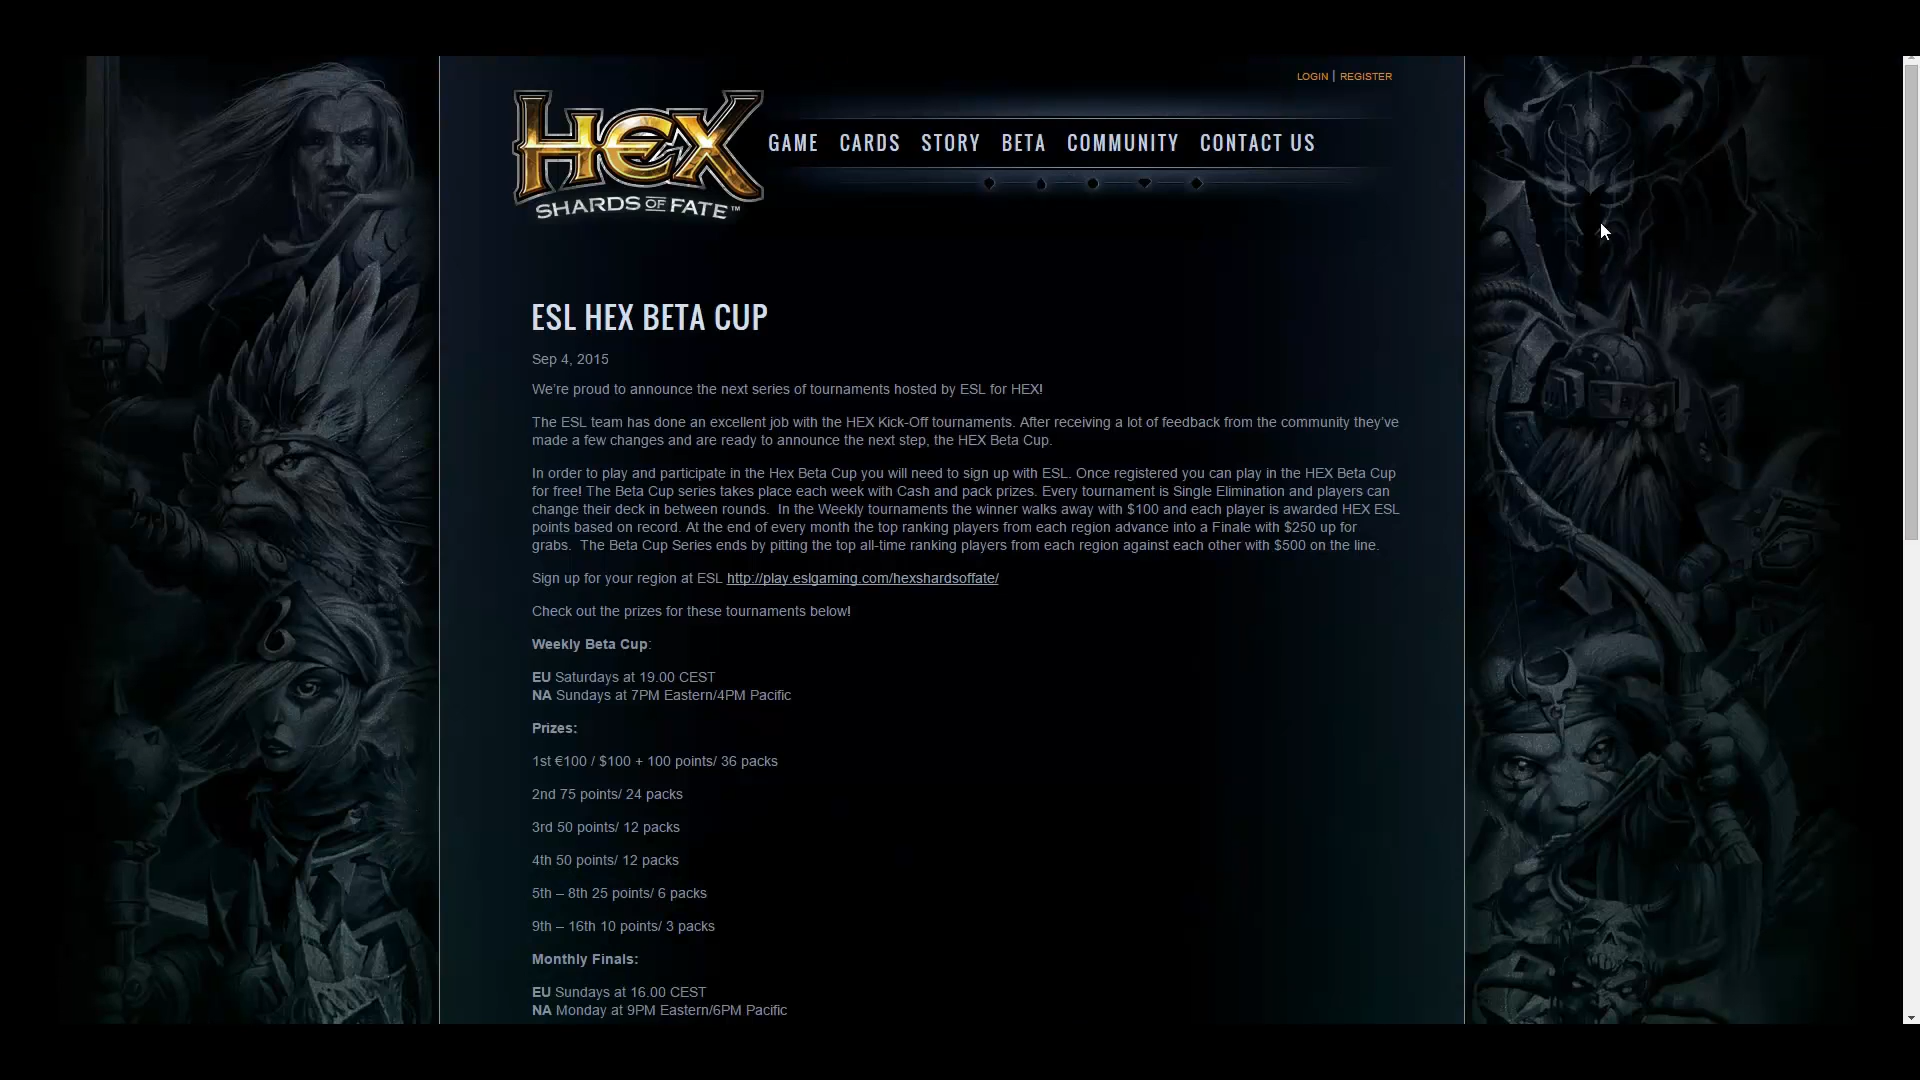 LOGIN | REGISTER
HEX
SHARDS OF FATE™
GAME CARDS STORY BETA COMMUNITY CONTACT US
ESL HEX BETA CUP
Sep 4, 2015
We're proud to announce the next series of tournaments hosted by ESL for HEX!
The ESL team has done an excellent job with the HEX Kick-Off tournaments. After receiving a lot of feedback from the community they've
made a few changes and are ready to announce the next step, the HEX Beta Cup.
In order to play and participate in the Hex Beta Cup you will need to sign up with ESL. Once registered you can play in the HEX Beta Cup
for free! The Beta Cup series takes place each week with Cash and pack prizes. Every tournament is Single Elimination and players can
change their deck in between rounds.  In the Weekly tournaments the winner walks away with $100 and each player is awarded HEX ESL
points based on record. At the end of every month the top ranking players from each region advance into a Finale with $250 up for
grabs.  The Beta Cup Series ends by pitting the top all-time ranking players from each region against each other with $500 on the line.
Sign up for your region at ESL http://play.eslgaming.com/hexshardsoffate/
Check out the prizes for these tournaments below!
Weekly Beta Cup:
EU Saturdays at 19.00 CEST
NA Sundays at 7PM Eastern/4PM Pacific
Prizes:
1st €100 / $100 + 100 points/ 36 packs
2nd 75 points/ 24 packs
3rd 50 points/ 12 packs
4th 50 points/ 12 packs
5th – 8th 25 points/ 6 packs
9th – 16th 10 points/ 3 packs
Monthly Finals:
EU Sundays at 16.00 CEST
NA Monday at 9PM Eastern/6PM Pacific